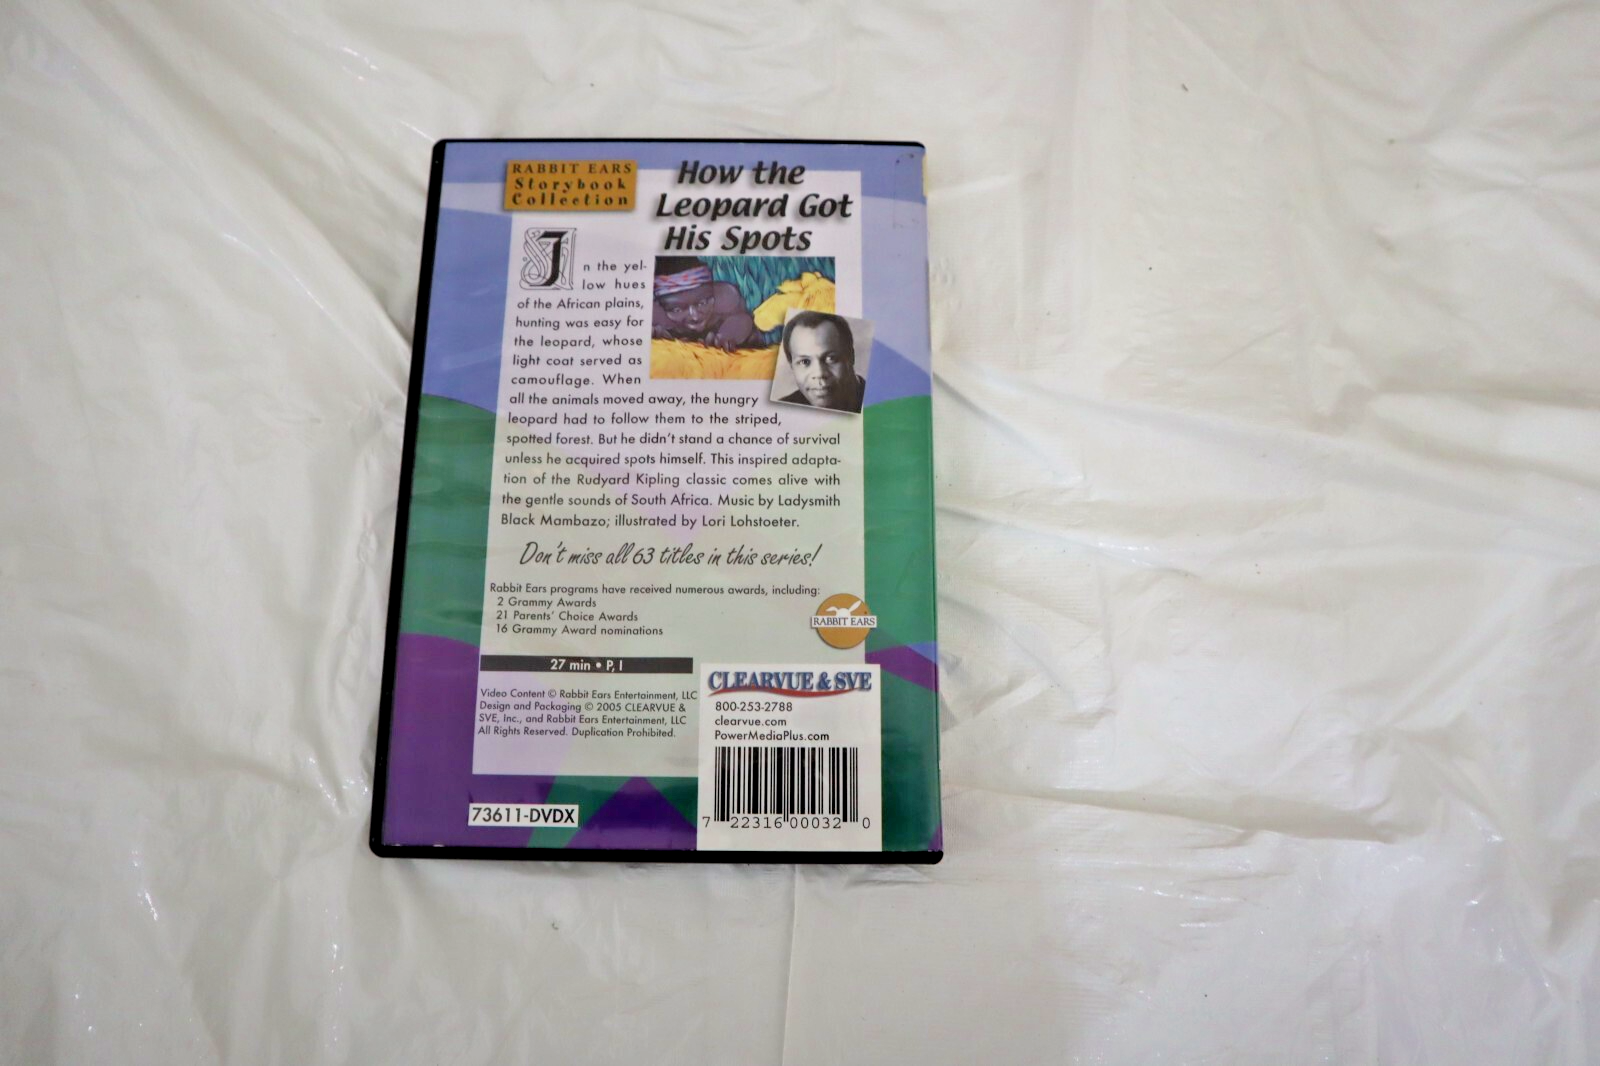 RABBIT EARS
Storybook
Collection
How the
Leopard Got
His Spots
In the yel-
low hues
of the African plains,
hunting was easy for
the leopard, whose
light coat served as
camouflage. When
all the animals moved away, the hungry
leopard had to follow them to the striped,
spotted forest. But he didn't stand a chance of survival
unless he acquired spots himself. This inspired adapta-
tion of the Rudyard Kipling classic comes alive with
the gentle sounds of South Africa. Music by Ladysmith
Black Mambazo; illustrated by Lori Lohstoeter.
Don't miss all 63 titles in this series!
Rabbit Ears programs have received numerous awards, including:
2 Grammy Awards
21 Parents' Choice Awards
16 Grammy Award nominations
RABBIT EARS
27 min • P, I
Video Content © Rabbit Ears Entertainment, LLC
Design and Packaging © 2005 CLEARVUE &
SVE, Inc., and Rabbit Ears Entertainment, LLC
All Rights Reserved. Duplication Prohibited.
CLEARVUE & SVE
800-253-2788
clearvue.com
PowerMediaPlus.com
7 22316 00032 0
73611-DVDX